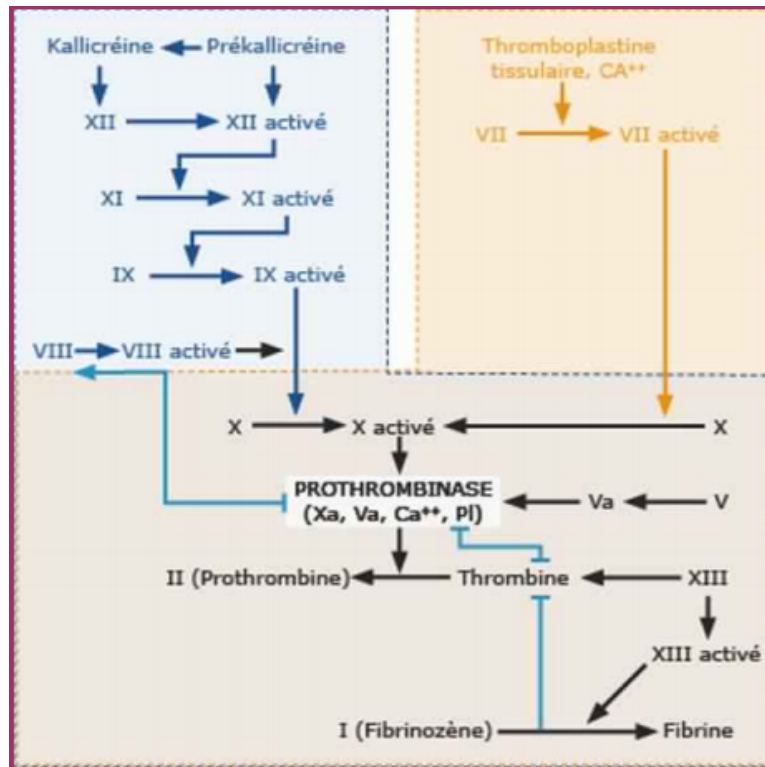 Kallicréine Prékallicréine
Thromboplastine
tissulaire, CA++
XII XII activé
VII VII activé
XI XI activé
IX IX activé
VIII VIII activé
X X activé X
PROTHROMBINASE
(Xa, Va, Ca++, Pl)
Va V
II (Prothrombine) Thrombine XIII
XIII activé
I (Fibrinozène) Fibrine